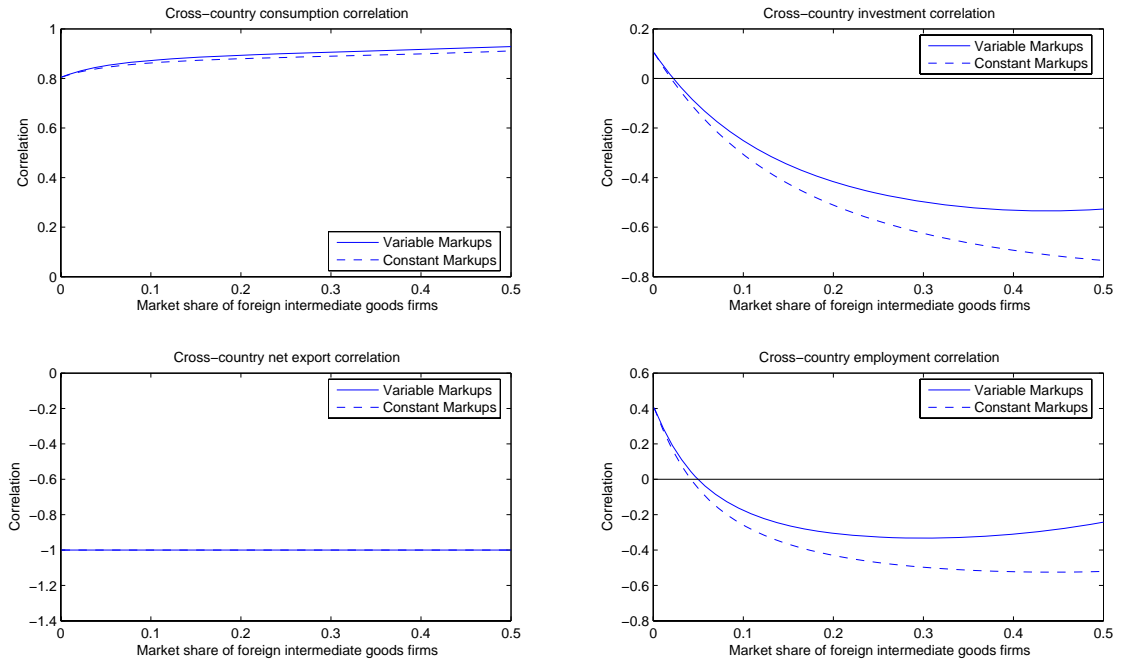 Cross−country consumption correlation
1
0.8
0.6
0.4
0.2
0
Correlation
Variable Markups
Constant Markups
0 0.1 0.2 0.3 0.4 0.5
Market share of foreign intermediate goods firms
Cross−country investment correlation
0.2
0
−0.2
−0.4
−0.6
−0.8
Correlation
Variable Markups
Constant Markups
0 0.1 0.2 0.3 0.4 0.5
Market share of foreign intermediate goods firms
Cross−country net export correlation
0
−0.2
−0.4
−0.6
−0.8
−1
−1.2
−1.4
Correlation
Variable Markups
Constant Markups
0 0.1 0.2 0.3 0.4 0.5
Market share of foreign intermediate goods firms
Cross−country employment correlation
0.6
0.4
0.2
0
−0.2
−0.4
−0.6
−0.8
Correlation
Variable Markups
Constant Markups
0 0.1 0.2 0.3 0.4 0.5
Market share of foreign intermediate goods firms